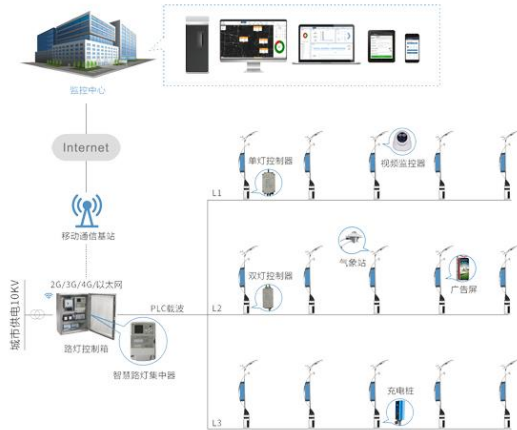 监控中心
Internet
移动通信基站
2G/3G/4G/以太网
城市供电10KV
路灯控制箱
智慧路灯集中器
PLC载波
单灯控制器
视频监控器
L1
气象站
双灯控制器
广告屏
L2
充电桩
L3